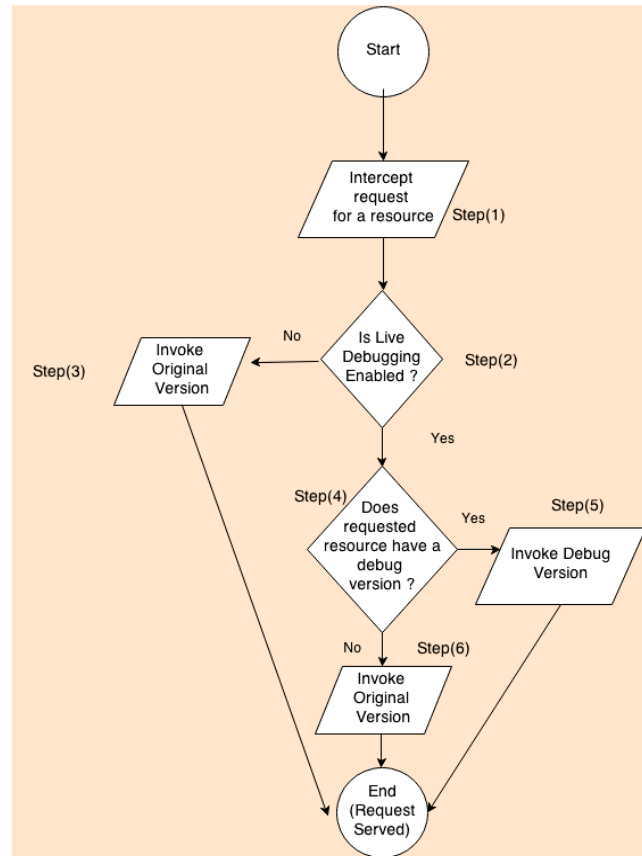 Start
Intercept
request
for a resource
Step(1)
Is Live
Debugging
Enabled ?
Step(2)
No
Invoke
Original
Version
Step(3)
Yes
Step(4)
Does
requested
resource have a
debug
version ?
Yes
Step(5)
Invoke Debug
Version
No
Step(6)
Invoke
Original
Version
End
(Request
Served)